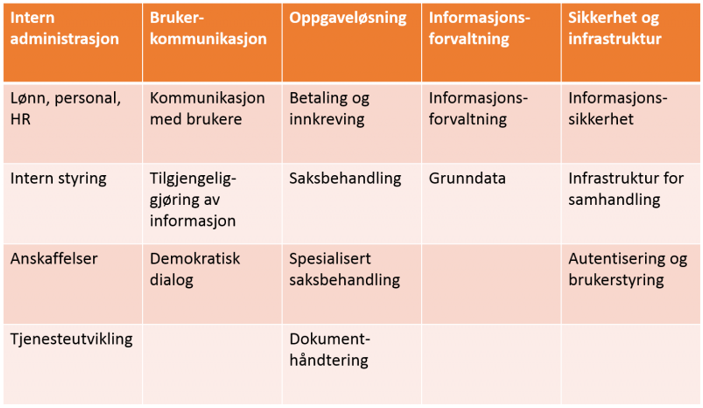 Intern
administrasjon
Bruker-
kommunikasjon
Oppgaveløsning
Informasjons-
forvaltning
Sikkerhet og
infrastruktur
Lønn, personal,
HR
Kommunikasjon
med brukere
Betaling og
innkreving
Informasjons-
forvaltning
Informasjons-
sikkerhet
Intern styring
Tilgjengelig-
gjøring av
informasjon
Saksbehandling
Grunndata
Infrastruktur for
samhandling
Anskaffelser
Demokratisk
dialog
Spesialisert
saksbehandling
Autentisering og
brukerstyring
Tjenesteutvikling
Dokument-
håndtering